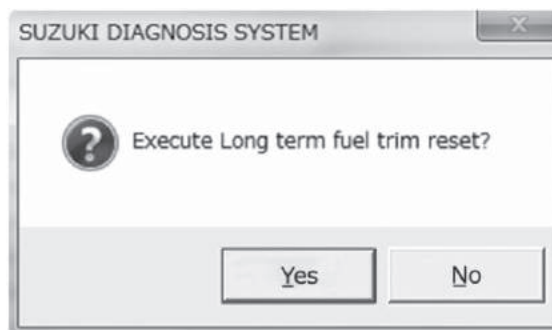 SUZUKI DIAGNOSIS SYSTEM
Execute Long term fuel trim reset?
Yes
No